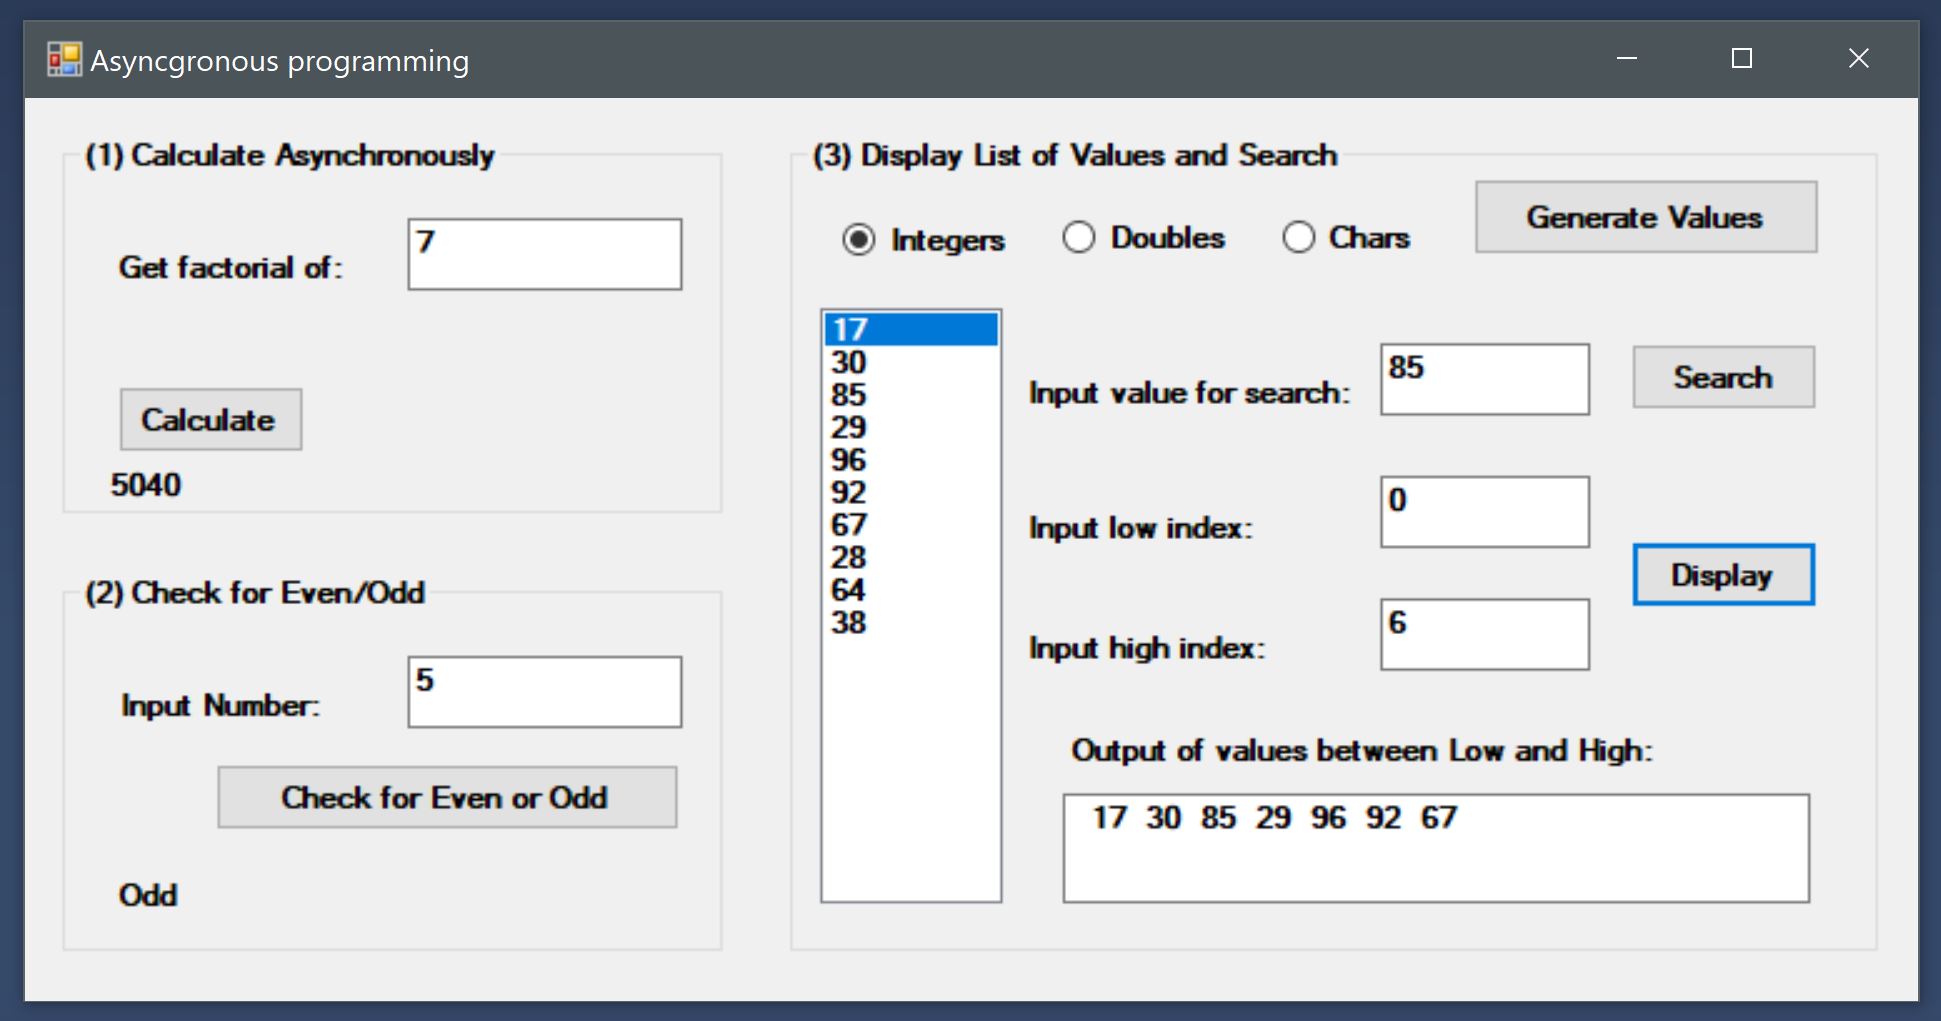 Asyncgronous programming
(1) Calculate Asynchronously
Get factorial of:
7
Calculate
5040
(2) Check for Even/Odd
Input Number:
5
Check for Even or Odd
Odd
(3) Display List of Values and Search
Integers
Doubles
Chars
Generate Values
17
30
85
29
96
92
67
28
64
38
Input value for search:
85
Search
Input low index:
0
Display
Input high index:
6
Output of values between Low and High:
17 30 85 29 96 92 67